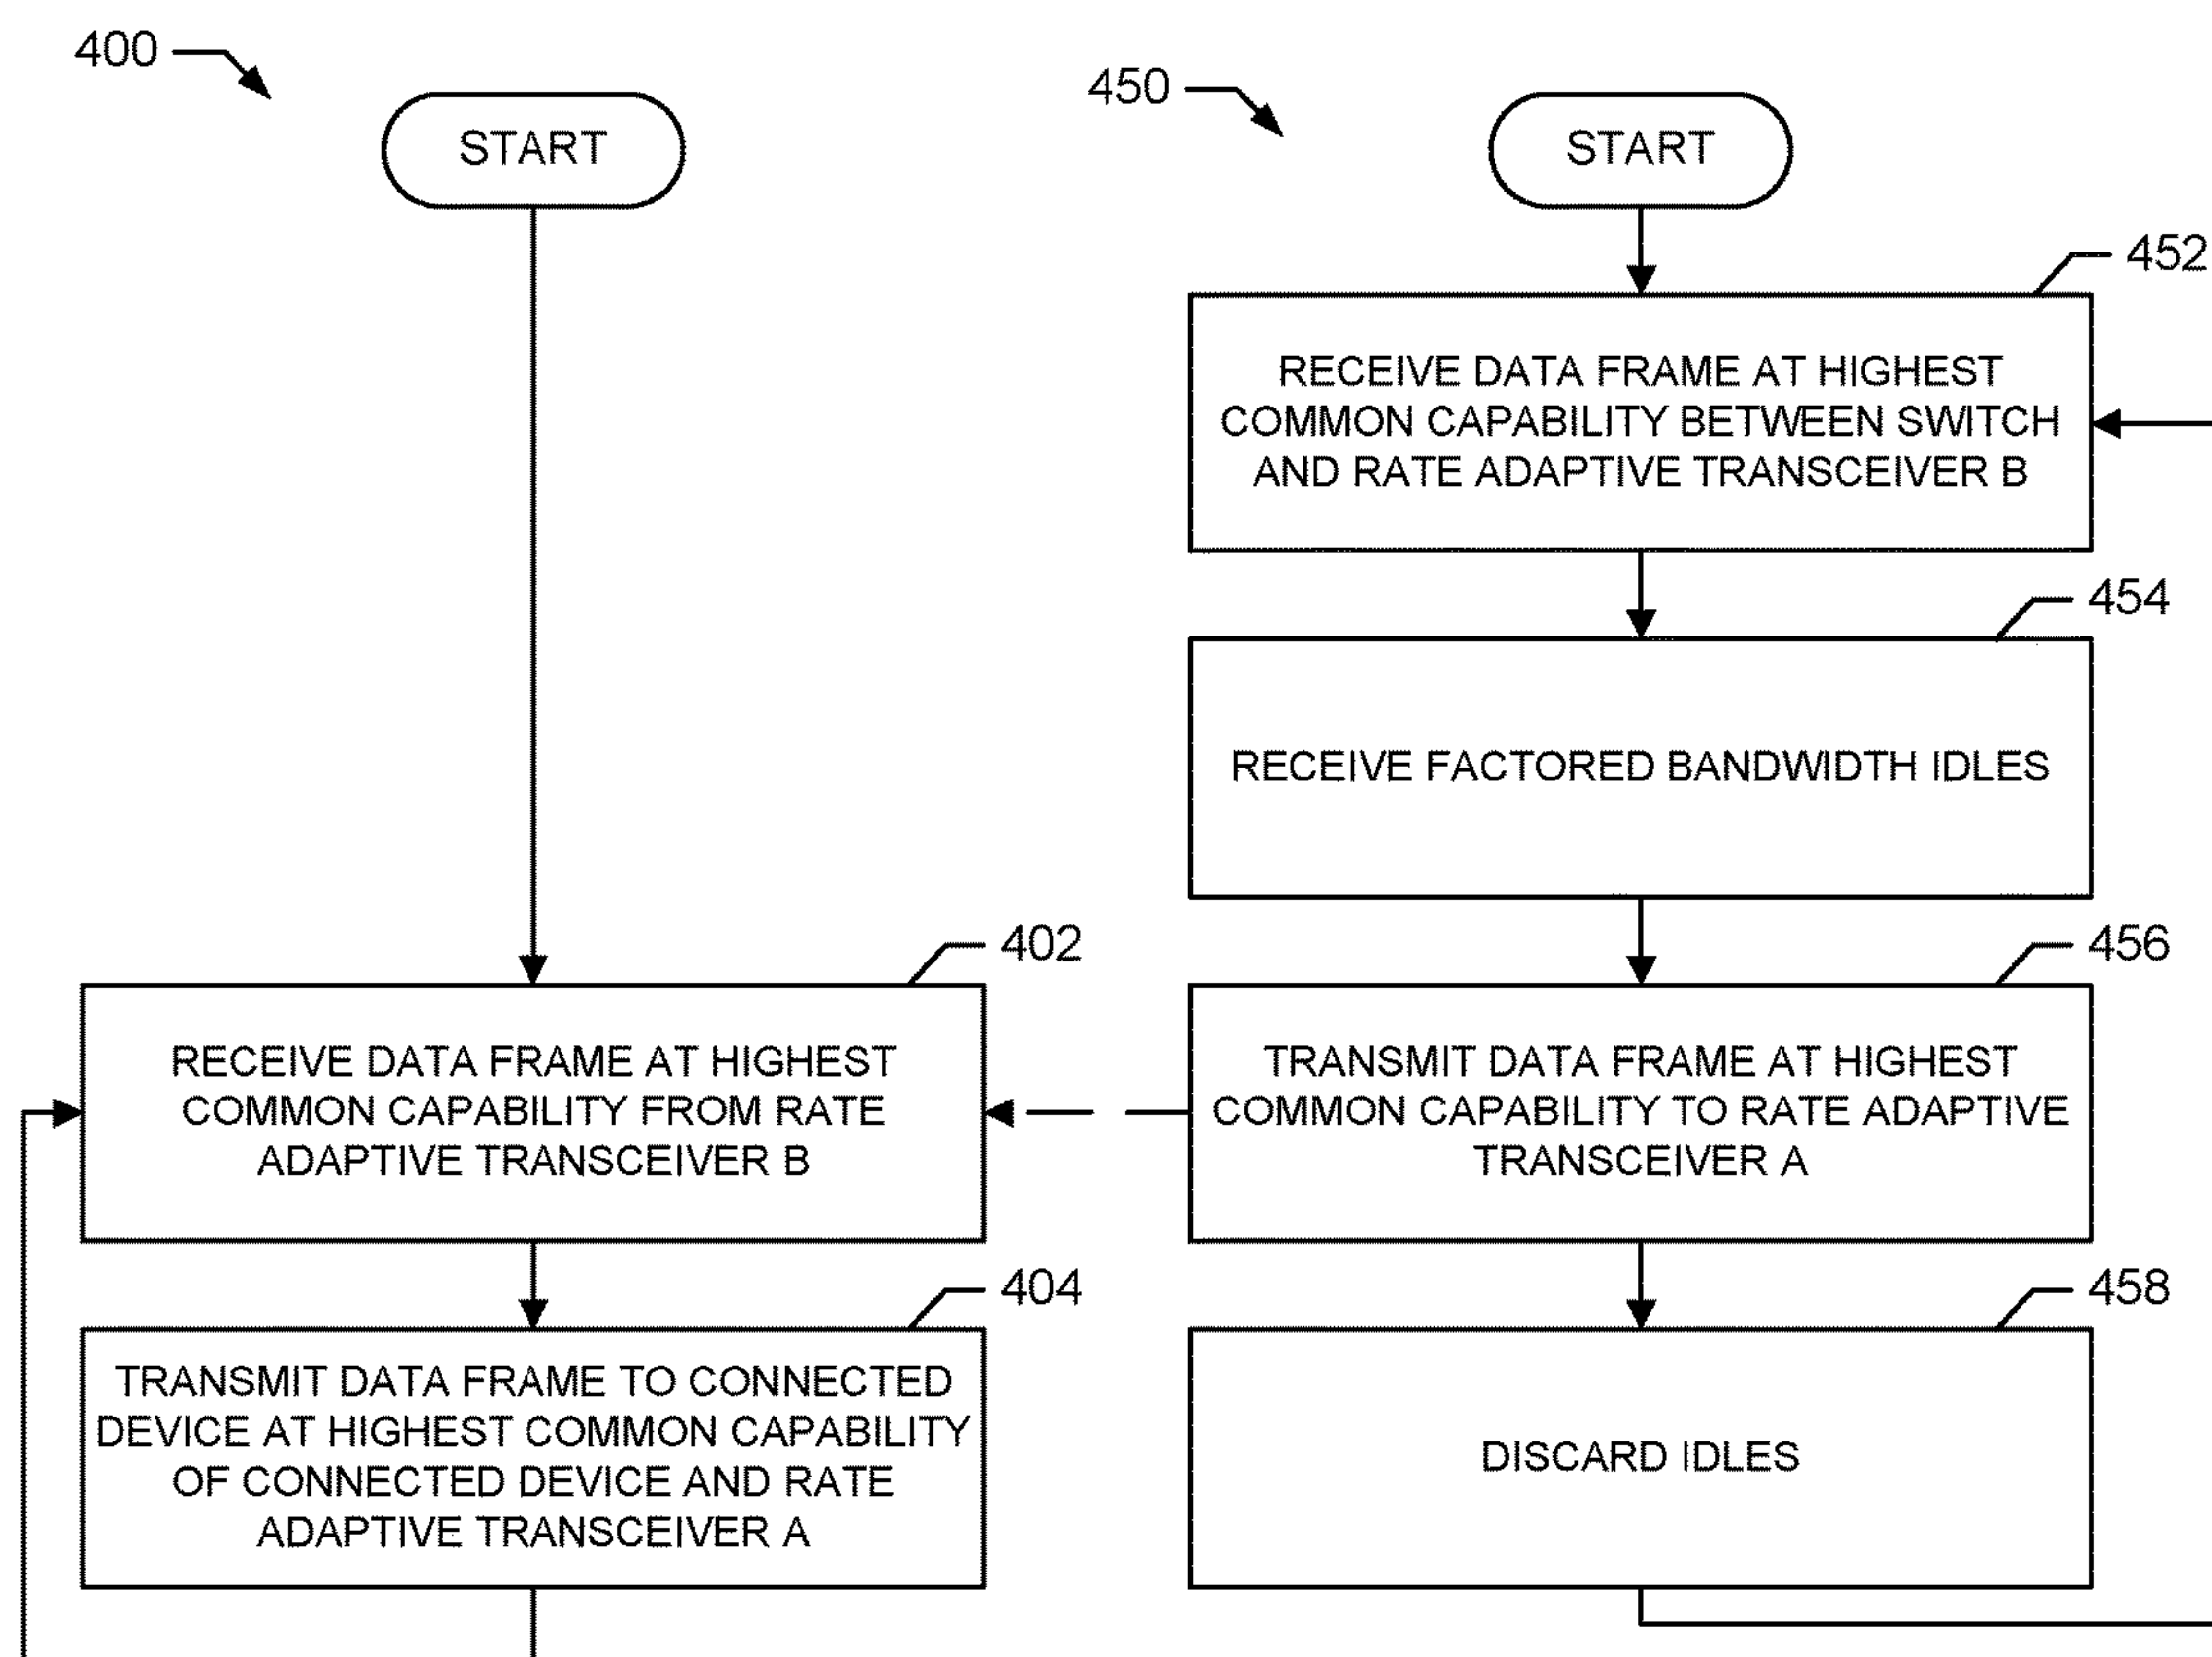 400
START
402
RECEIVE DATA FRAME AT HIGHEST
COMMON CAPABILITY FROM RATE
ADAPTIVE TRANSCEIVER B
404
TRANSMIT DATA FRAME TO CONNECTED
DEVICE AT HIGHEST COMMON CAPABILITY
OF CONNECTED DEVICE AND RATE
ADAPTIVE TRANSCEIVER A
450
START
452
RECEIVE DATA FRAME AT HIGHEST
COMMON CAPABILITY BETWEEN SWITCH
AND RATE ADAPTIVE TRANSCEIVER B
454
RECEIVE FACTORED BANDWIDTH IDLES
456
TRANSMIT DATA FRAME AT HIGHEST
COMMON CAPABILITY TO RATE ADAPTIVE
TRANSCEIVER A
458
DISCARD IDLES